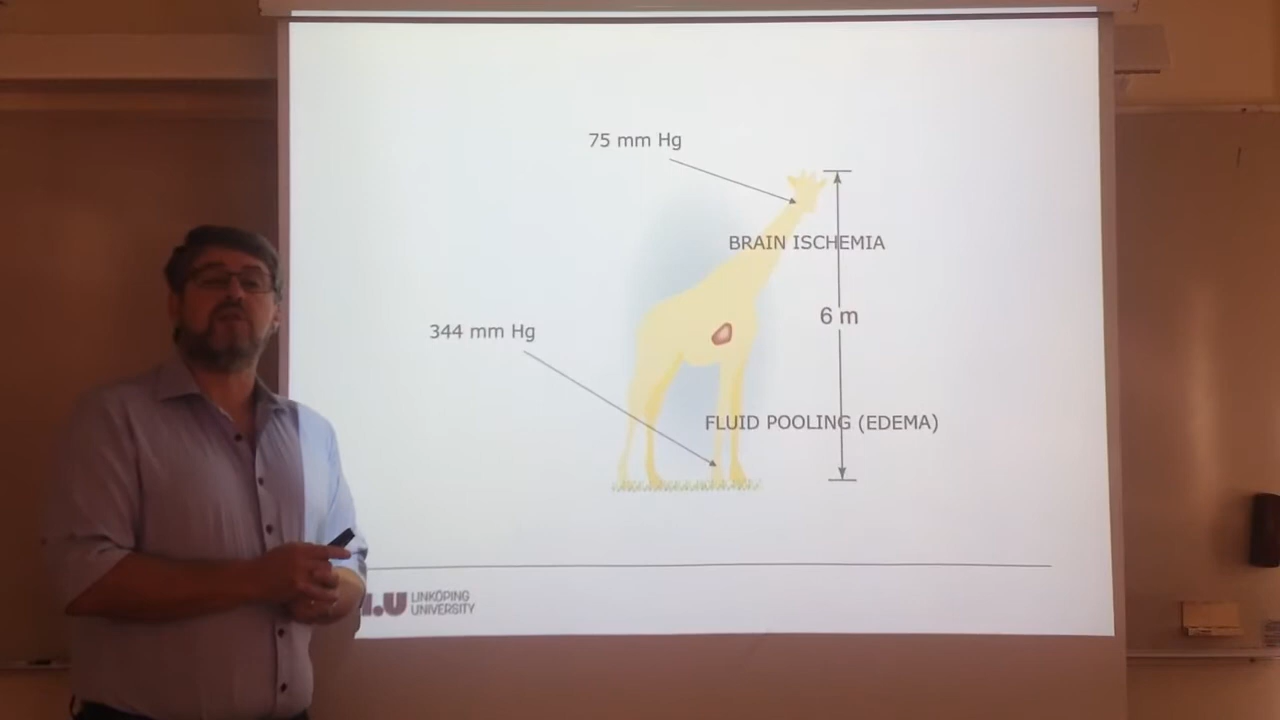 75 mm Hg
BRAIN ISCHEMIA
6 m
344 mm Hg
FLUID POOLING (EDEMA)
LINKÖPING
UNIVERSITY